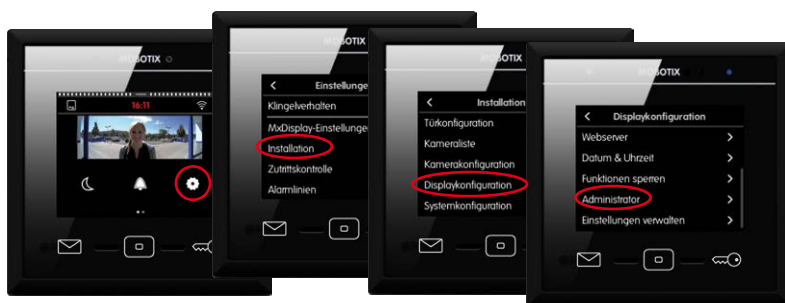 MOBOTIX
16:11
MOBOTIX
Einstellunge
Klingelverhalten
MxDisplay-Einstellunge
Installation
Zutrittskontrolle
Alarmlinien
MOBOTIX
Installation
Türkonfiguration
Kameraliste
Kamerakonfiguration
Displaykonfiguration
Systemkonfiguration
MOBOTIX
Displaykonfiguration
Webserver
Datum & Uhrzeit
Funktionen sperren
Administrator
Einstellungen verwalten